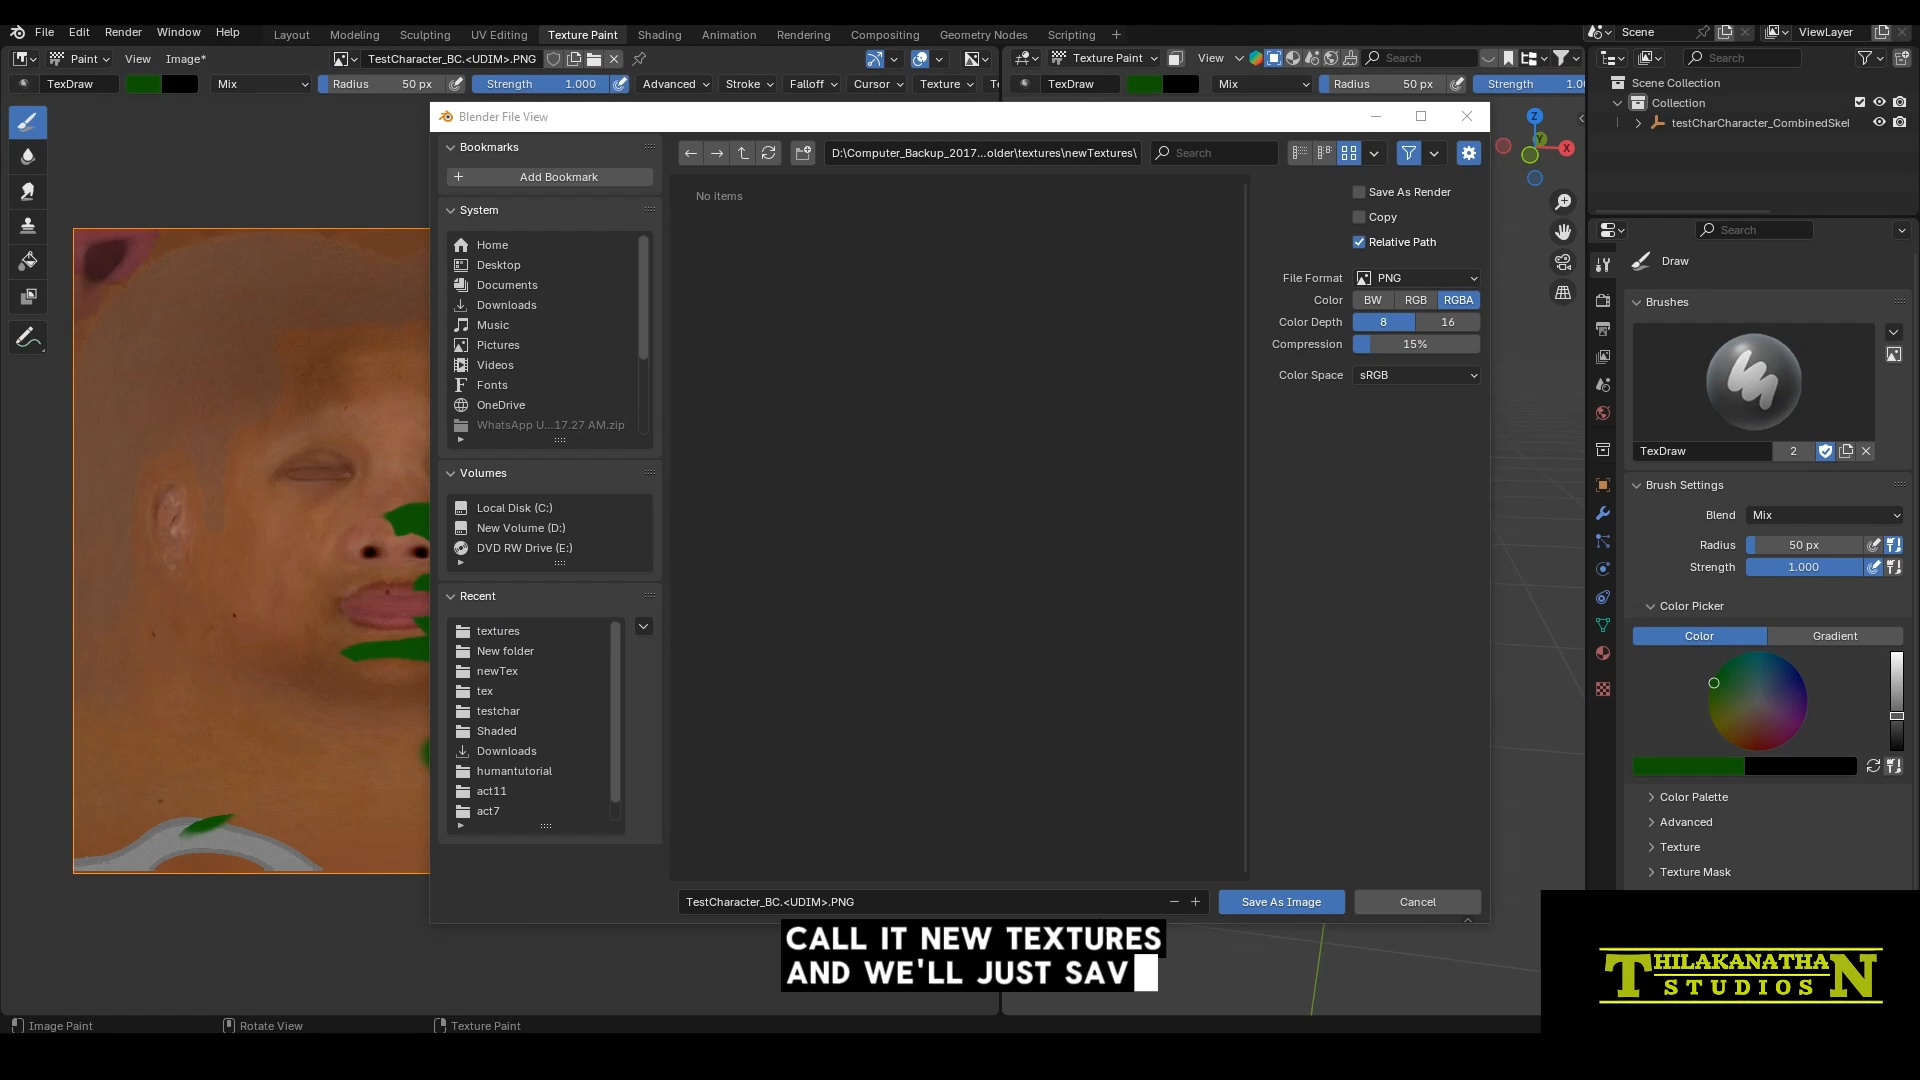 File Edit Render Window Help Layout Modeling Sculpting UV Editing Texture Paint Shading Animation Rendering Compositing Geometry Nodes Scripting + Scene ViewLayer
Paint View Image* TestCharacter_BC.<UDIM>.PNG Texture Paint View Search Search
TexDraw Mix Radius 50 px Strength 1.000 Advanced Stroke Falloff Cursor Texture TexDraw Mix Radius 50 px Strength
Scene Collection
Collection
testCharCharacter_CombinedSkel
Blender File View
Bookmarks
Add Bookmark
System
Home
Desktop
Documents
Downloads
Music
Pictures
Videos
Fonts
OneDrive
WhatsApp U...17.27 AM.zip
Volumes
Local Disk (C:)
New Volume (D:)
DVD RW Drive (E:)
Recent
textures
New folder
newTex
tex
testchar
Shaded
Downloads
humantutorial
act11
act7
D:\Computer_Backup_2017...older\textures\newTextures\ Search
No items
Save As Render
Copy
Relative Path
File Format PNG
Color BW RGB RGBA
Color Depth 8 16
Compression 15%
Color Space sRGB
TestCharacter_BC.<UDIM>.PNG Save As Image Cancel
Z
Y
X
Search
Draw
Brushes
TexDraw 2
Brush Settings
Blend Mix
Radius 50 px
Strength 1.000
Color Picker
Color Gradient
Color Palette
Advanced
Texture
Texture Mask
CALL IT NEW TEXTURES
AND WE'LL JUST SAV
THILAKANATHAN
STUDIOS
Image Paint Rotate View Texture Paint